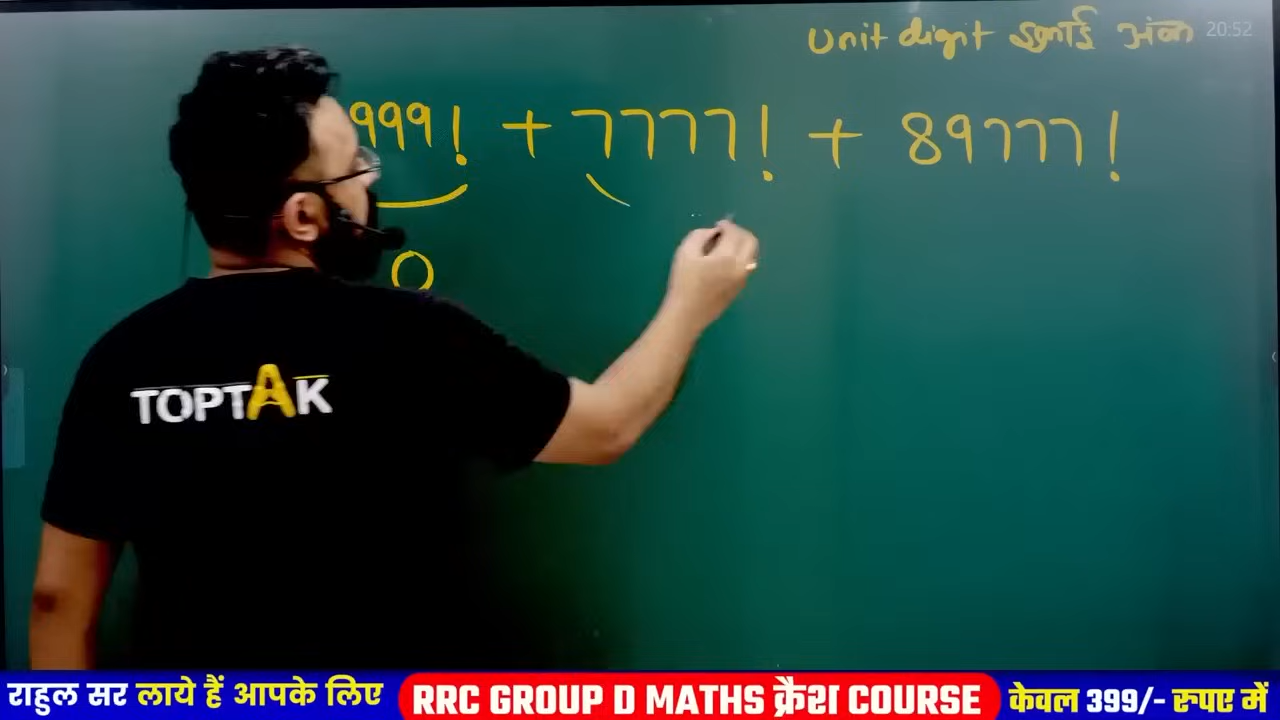 unit digit इकाई अंक 20:52
999! + 7777! + 89777!
0
TOPTAK
राहुल सर लाये हैं आपके लिए RRC GROUP D MATHS क्रैश COURSE केवल 399/- रुपए में